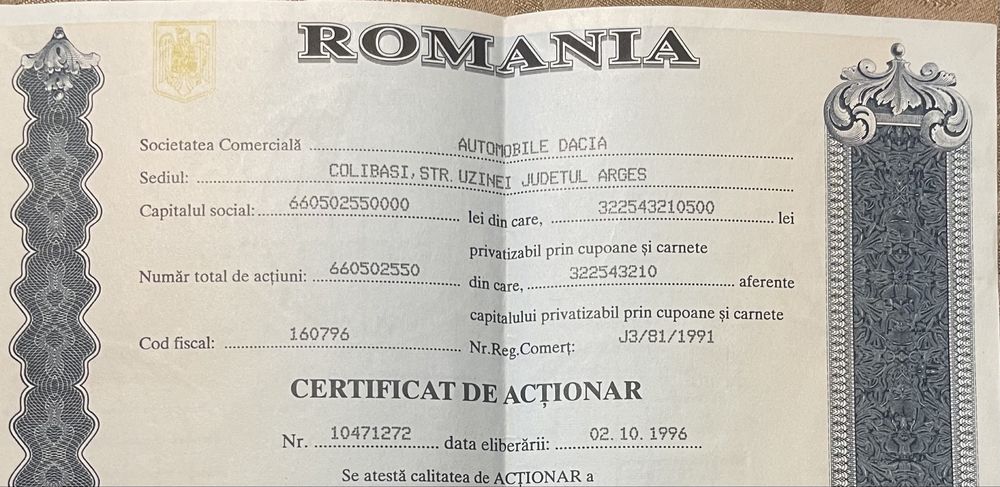 ROMANIA
Societatea Comercială ........ AUTOMOBILE DACIA
Sediul: ........ COLIBASI, STR. UZINEI JUDETUL ARGES
Capitalul social: ........ 660502550000 ........ lei din care, ........ 322543210500 ........ lei
privatizabil prin cupoane și carnete
Număr total de acțiuni: ........ 660502550 ........ din care, ........ 322543210 ........ aferente
capitalului privatizabil prin cupoane și carnete
Cod fiscal: ........ 160796 ........ Nr.Reg.Comerț: J3/81/1991
CERTIFICAT DE ACȚIONAR
Nr. ........ 10471272 ........ data eliberării: ........ 02. 10. 1996
Se atestă calitatea de ACȚIONAR a